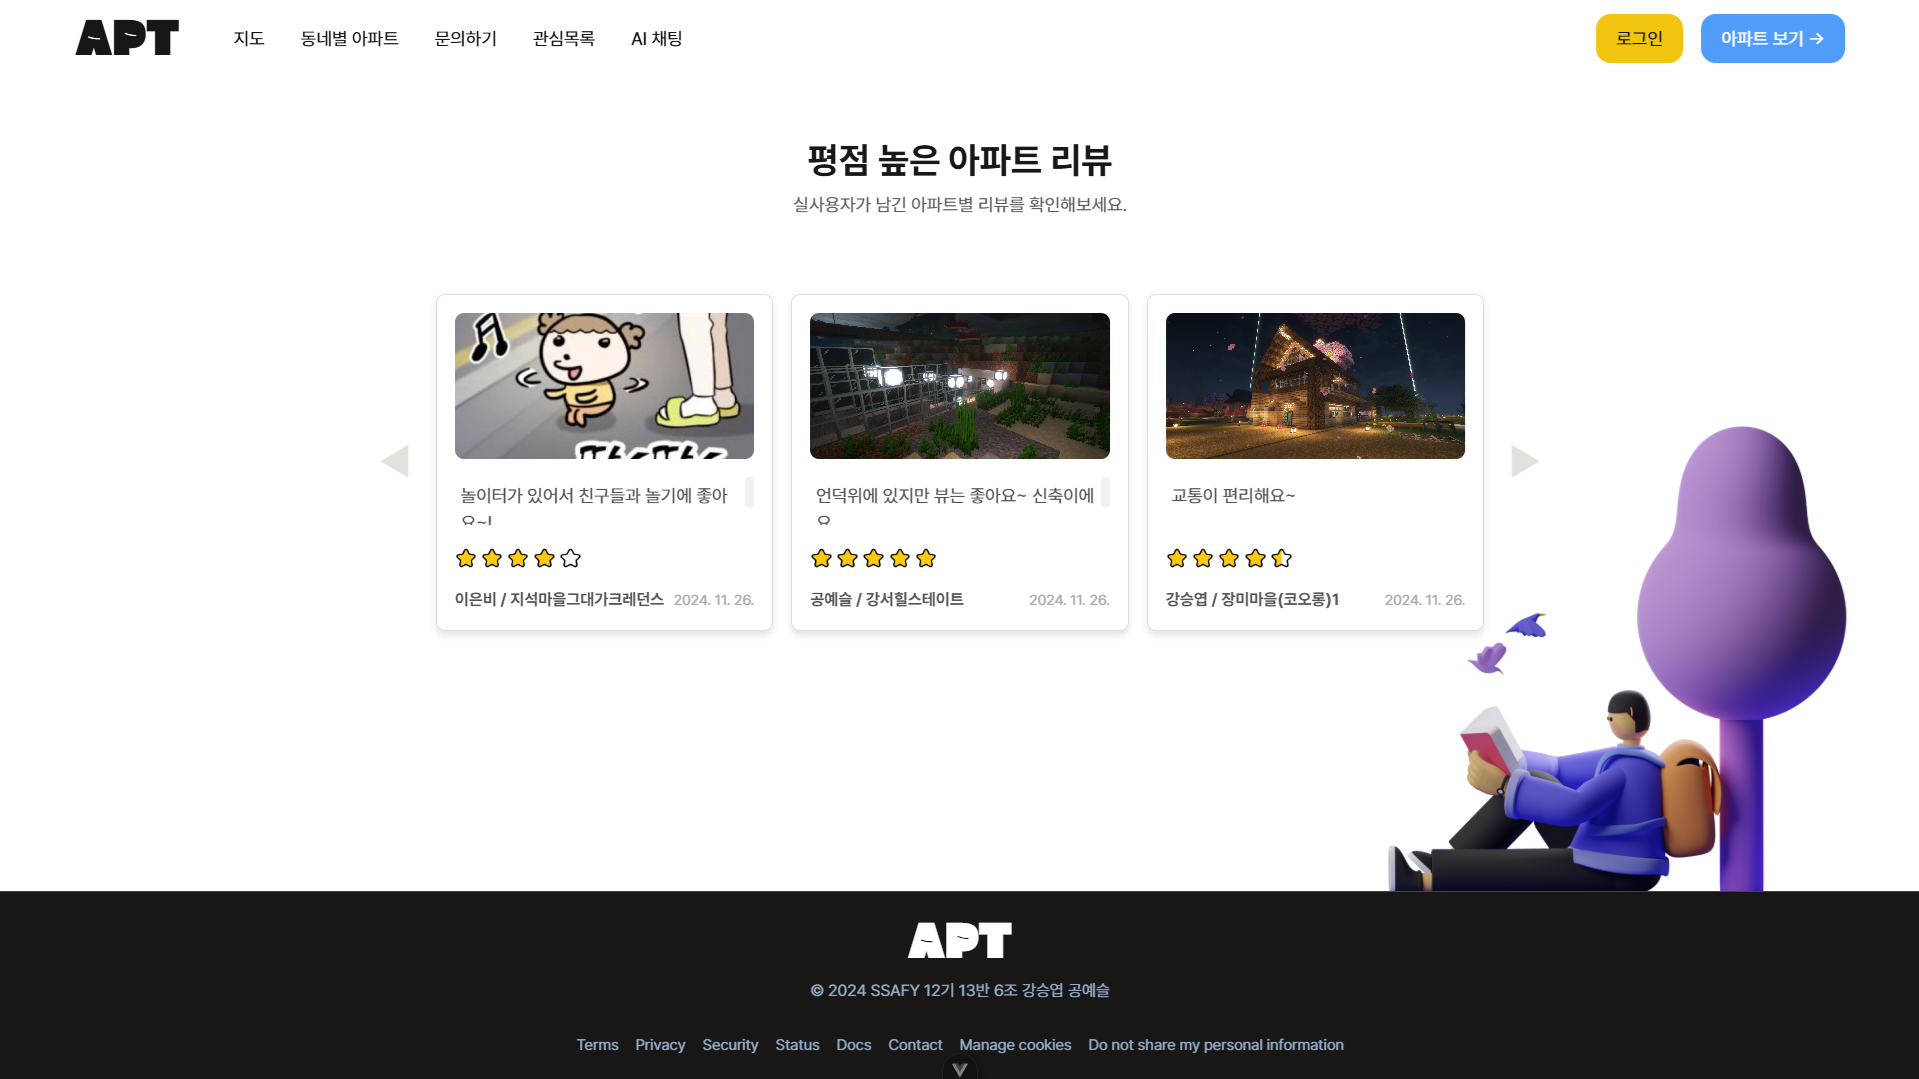 APT
지도 동네별 아파트 문의하기 관심목록 AI 채팅
로그인
아파트 보기 →
평점 높은 아파트 리뷰
실사용자가 남긴 아파트별 리뷰를 확인해보세요.
놀이터가 있어서 친구들과 놀기에 좋아
요~!
이은비 / 지석마을그대가크레던스 2024. 11. 26.
언덕위에 있지만 뷰는 좋아요~ 신축이에
요
공예슬 / 강서힐스테이트 2024. 11. 26.
교통이 편리해요~
강승엽 / 장미마을(코오롱)1 2024. 11. 26.
APT
© 2024 SSAFY 12기 13반 6조 강승엽 공예슬
Terms Privacy Security Status Docs Contact Manage cookies Do not share my personal information